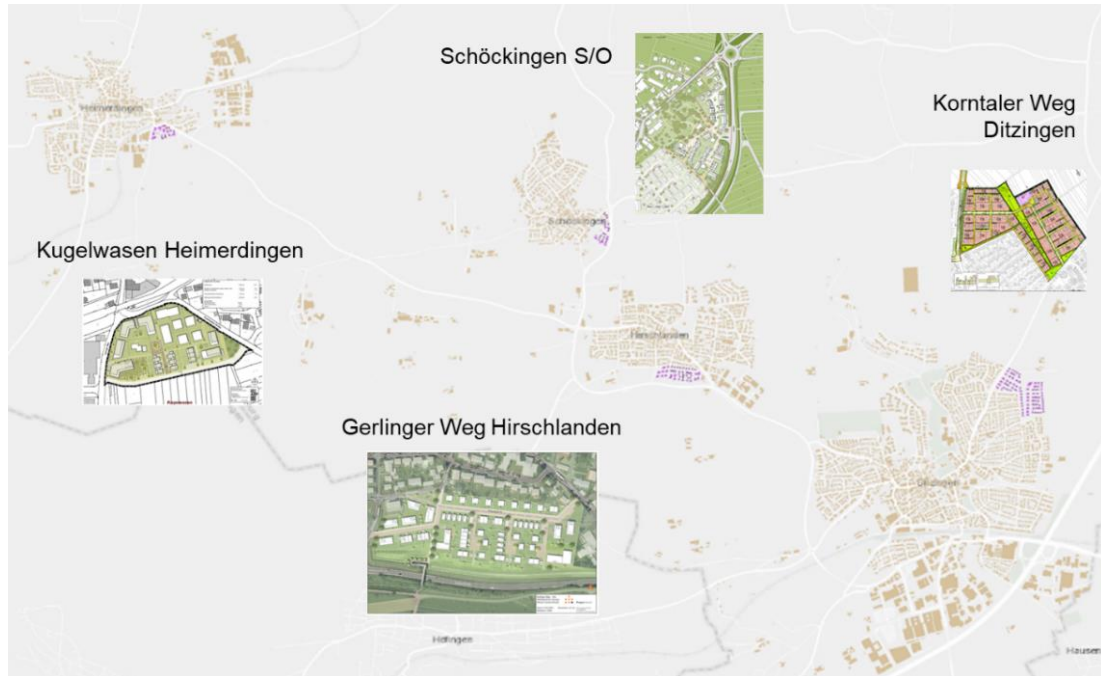 Schöckingen S/O
Korntaler Weg
Ditzingen
Heimerdingen
Schöckingen
Kugelwasen Heimerdingen
Hirschlanden
Gerlinger Weg Hirschlanden
Ditzingen
Höfingen
Hausen